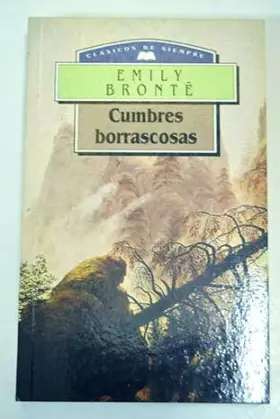 CLÁSICOS DE SIEMPRE
EMILY
BRONTË
Cumbres
borrascosas